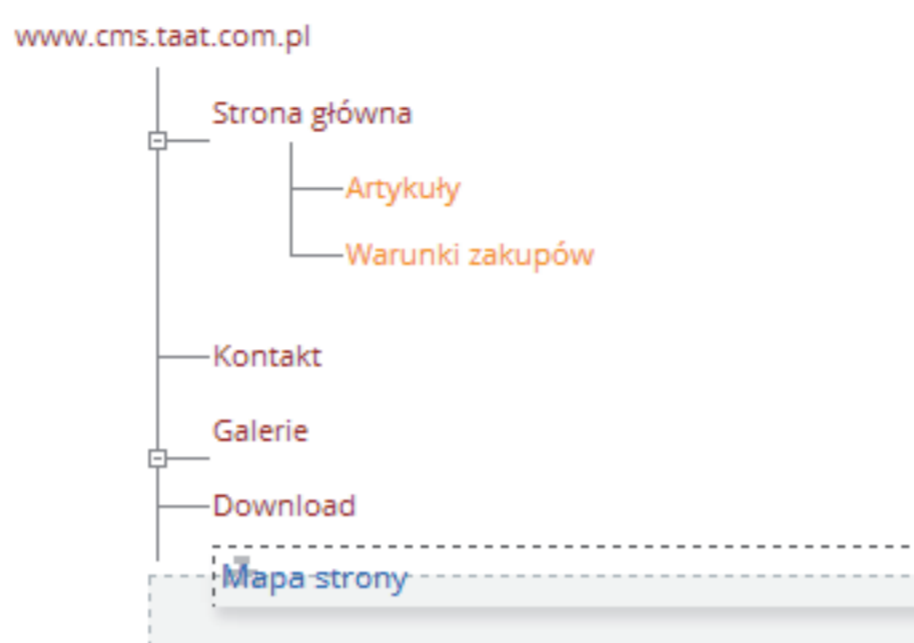 www.cms.taat.com.pl
Strona główna
Artykuły
Warunki zakupów
Kontakt
Galerie
Download
Mapa strony